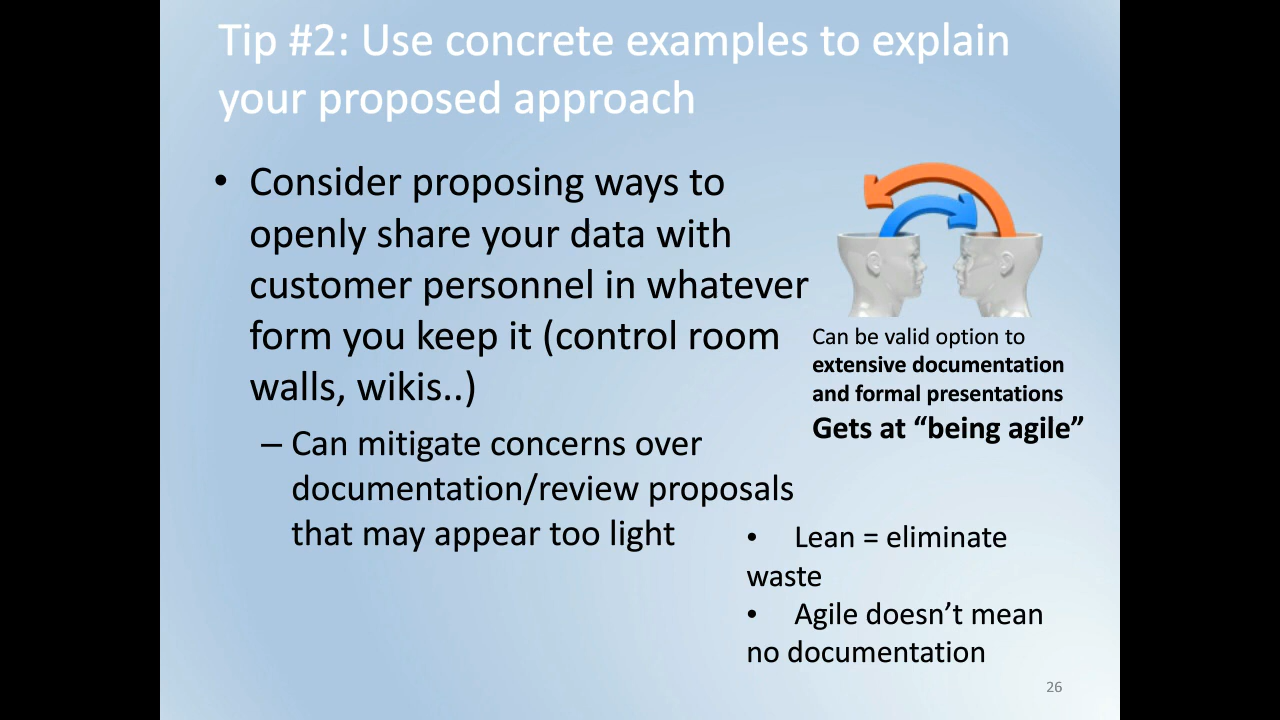 Tip #2: Use concrete examples to explain
your proposed approach
• Consider proposing ways to
openly share your data with
customer personnel in whatever
form you keep it (control room
walls, wikis..)
– Can mitigate concerns over
documentation/review proposals
that may appear too light
Can be valid option to
extensive documentation
and formal presentations
Gets at “being agile”
• Lean = eliminate
waste
• Agile doesn’t mean
no documentation
26